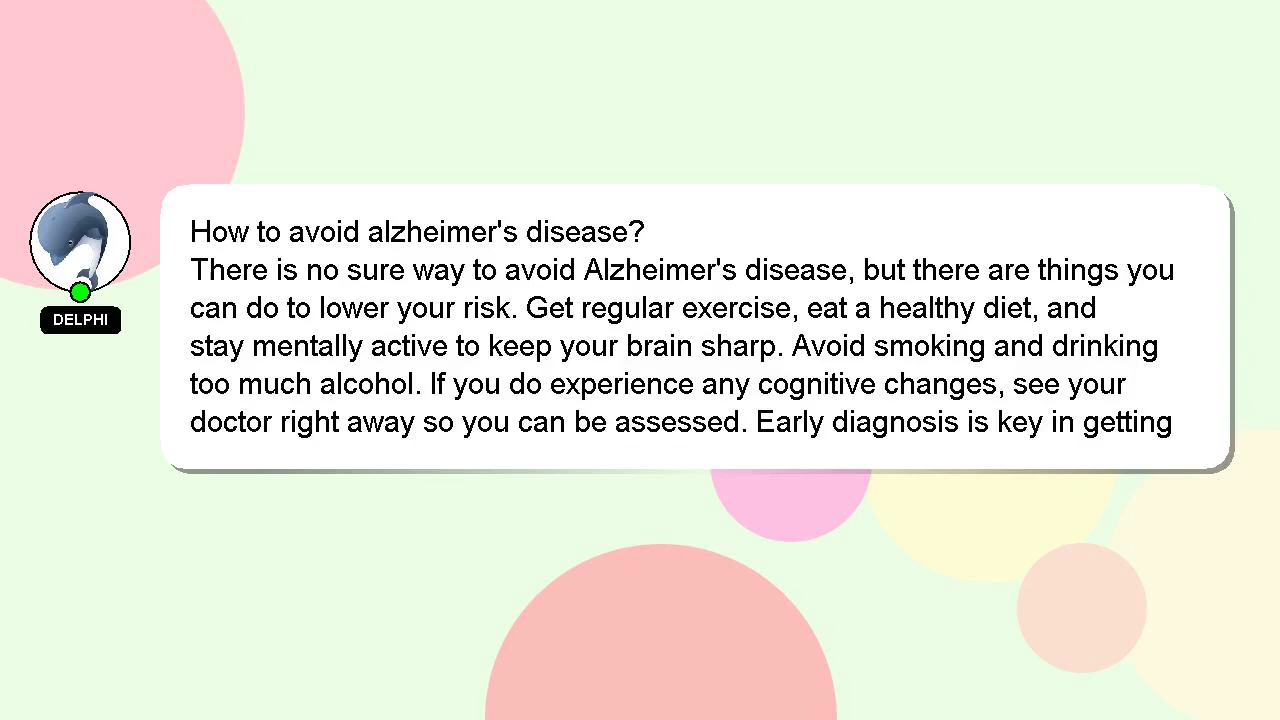 How to avoid alzheimer's disease?
There is no sure way to avoid Alzheimer's disease, but there are things you
can do to lower your risk. Get regular exercise, eat a healthy diet, and
stay mentally active to keep your brain sharp. Avoid smoking and drinking
too much alcohol. If you do experience any cognitive changes, see your
doctor right away so you can be assessed. Early diagnosis is key in getting
DELPHI